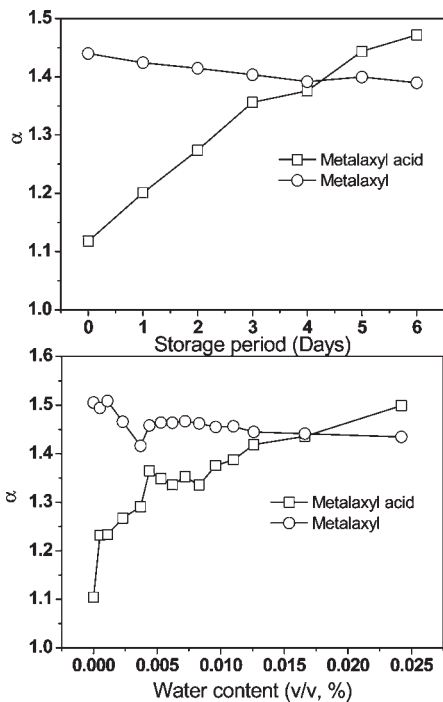 1.5
1.4
1.3
1.2
1.1
1.0
α
Metalaxyl acid
Metalaxyl
0 1 2 3 4 5 6
Storage period (Days)
1.6
1.5
1.4
1.3
1.2
1.1
1.0
α
Metalaxyl acid
Metalaxyl
0.000 0.005 0.010 0.015 0.020 0.025
Water content (v/v, %)